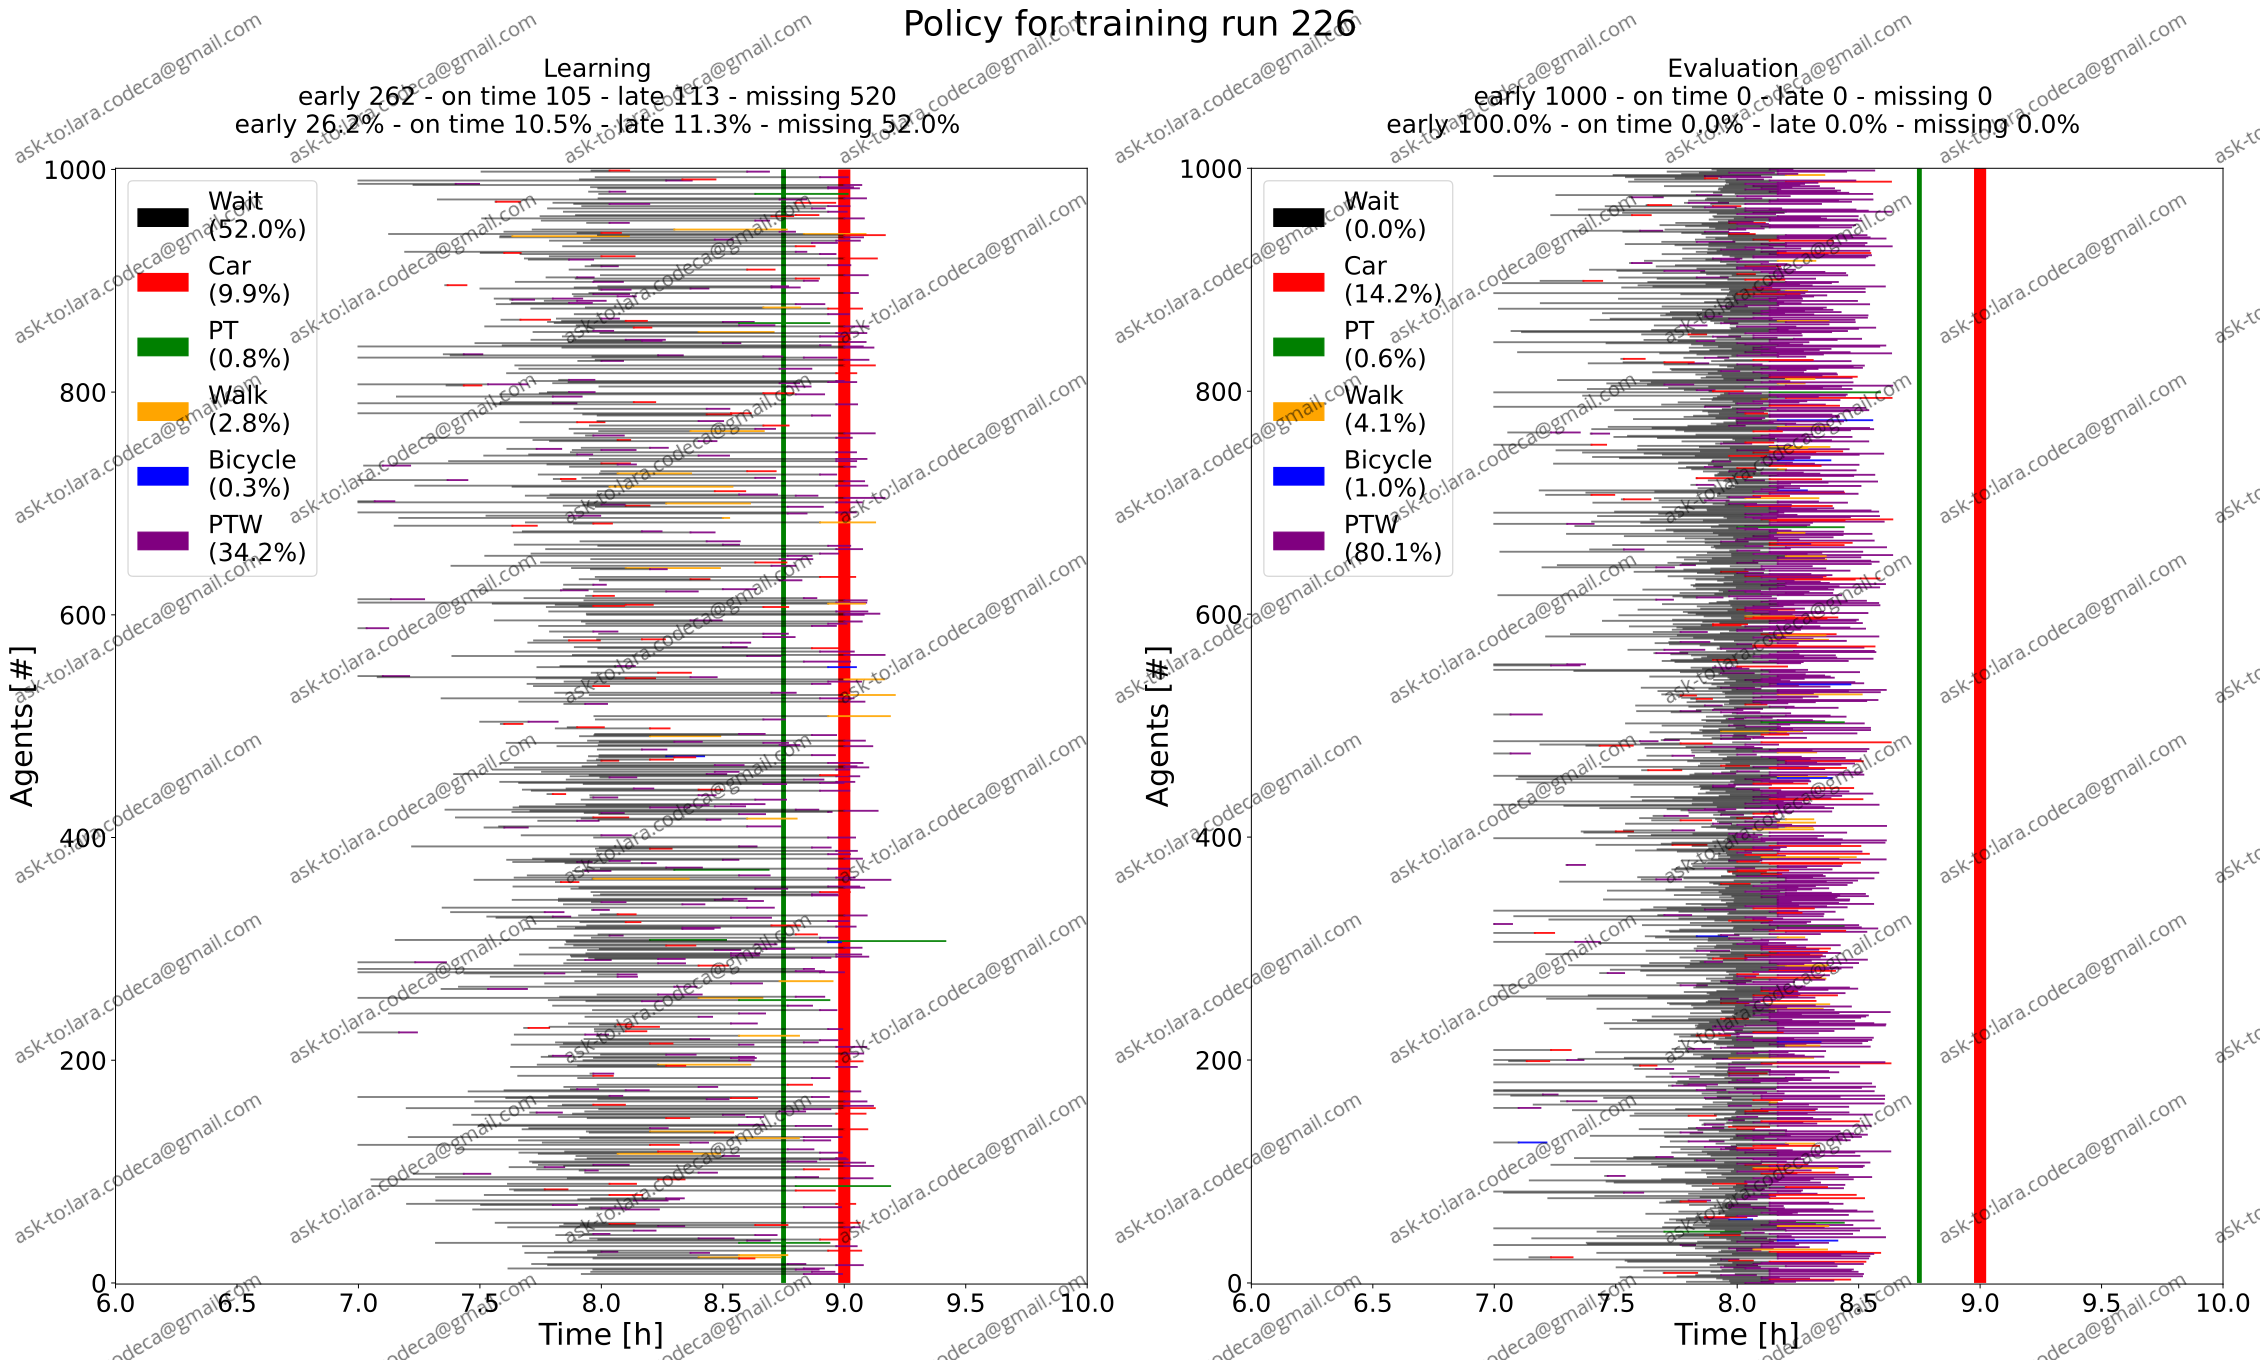 Policy for training run 226
Learning
early 262 - on time 105 - late 113 - missing 520
early 26.2% - on time 10.5% - late 11.3% - missing 52.0%
1000
800
600
400
200
0
Agents [#]
Wait
(52.0%)
Car
(9.9%)
PT
(0.8%)
Walk
(2.8%)
Bicycle
(0.3%)
PTW
(34.2%)
6.0 6.5 7.0 7.5 8.0 8.5 9.0 9.5 10.0
Time [h]
Evaluation
early 1000 - on time 0 - late 0 - missing 0
early 100.0% - on time 0.0% - late 0.0% - missing 0.0%
1000
800
600
400
200
0
Agents [#]
Wait
(0.0%)
Car
(14.2%)
PT
(0.6%)
Walk
(4.1%)
Bicycle
(1.0%)
PTW
(80.1%)
6.0 6.5 7.0 7.5 8.0 8.5 9.0 9.5 10.0
Time [h]
ask-to:lara.codeca@gmail.com